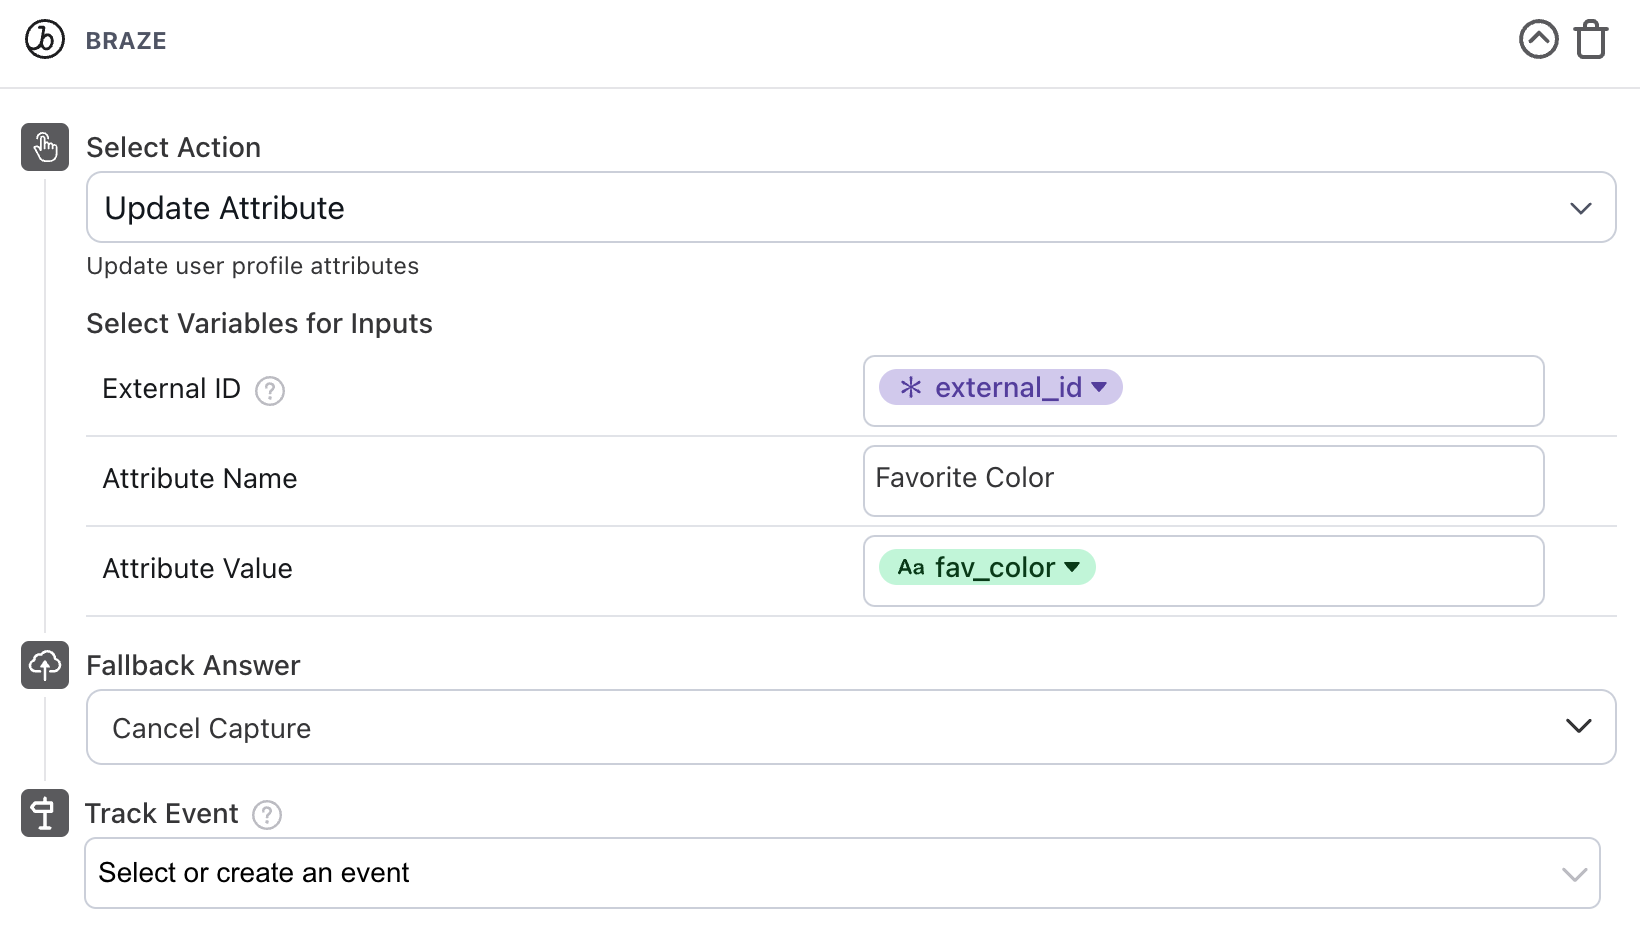 BRAZE
Select Action
Update Attribute
Update user profile attributes
Select Variables for Inputs
External ID ?
external_id
Attribute Name
Favorite Color
Attribute Value
Aa fav_color
Fallback Answer
Cancel Capture
Track Event ?
Select or create an event